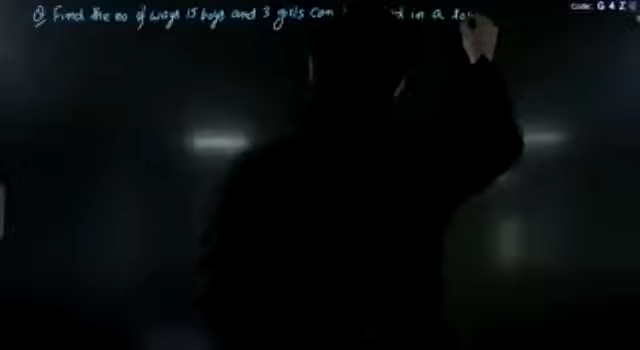 Q. Find the no of ways 15 boys and 3 girls can in a
Code: G 4